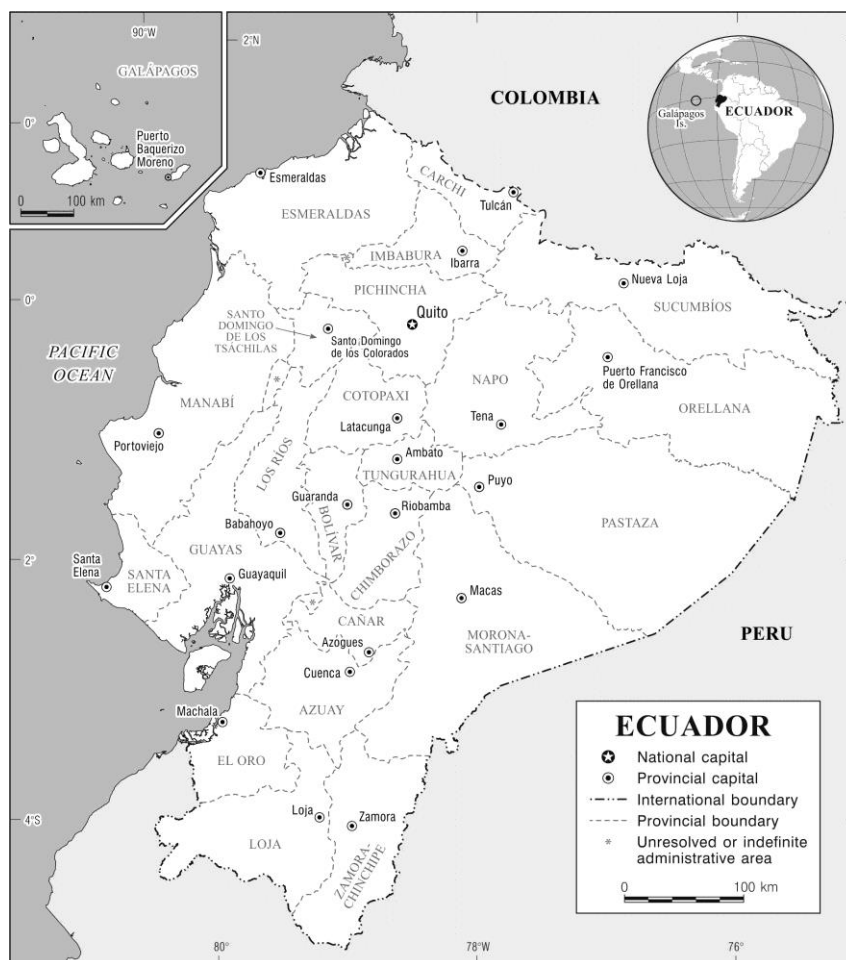 90°W
2°N
GALÁPAGOS
0°
Puerto
Baquerizo
Moreno
0 100 km
COLOMBIA
Galápagos
Is.
ECUADOR
Esmeraldas
CARCHI
Tulcán
ESMERALDAS
IMBABURA
Ibarra
*
Nueva Loja
0°
PICHINCHA
SUCUMBÍOS
Quito
SANTO
DOMINGO
DE LOS
TSÁCHILAS
Santo Domingo
de los Colorados
PACIFIC
OCEAN
Puerto Francisco
de Orellana
NAPO
*
COTOPAXI
MANABÍ
ORELLANA
Latacunga
Tena
Portoviejo
LOS RÍOS
Ambato
TUNGURAHUA
Puyo
Guaranda
Riobamba
BOLÍVAR
PASTAZA
Babahoyo
CHIMBORAZO
2°
GUAYAS
Santa
Elena
SANTA
ELENA
Guayaquil
Macas
*
CAÑAR
MORONA-
SANTIAGO
PERU
Azogues
Cuenca
AZUAY
Machala
EL ORO
4°S
Loja
Zamora
LOJA
ZAMORA-
CHINCHIPE
ECUADOR
National capital
Provincial capital
International boundary
Provincial boundary
* Unresolved or indefinite
administrative area
0 100 km
80° 78°W 76°